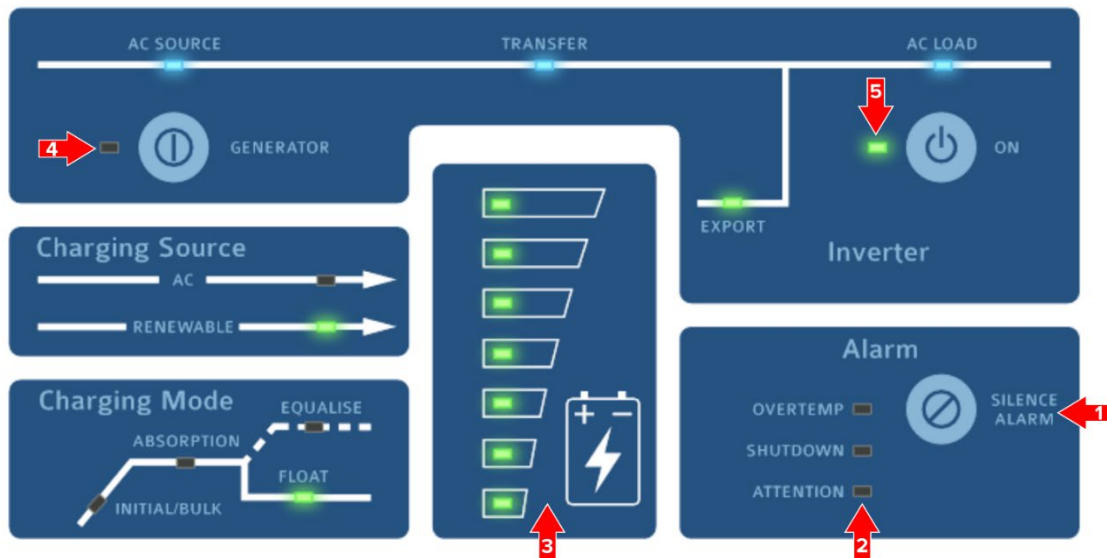 AC SOURCE
TRANSFER
AC LOAD
5
4
GENERATOR
ON
EXPORT
Inverter
Charging Source
AC
RENEWABLE
Charging Mode
EQUALISE
ABSORPTION
FLOAT
INITIAL/BULK
+ −
3
Alarm
OVERTEMP
SILENCE
ALARM
1
SHUTDOWN
ATTENTION
2